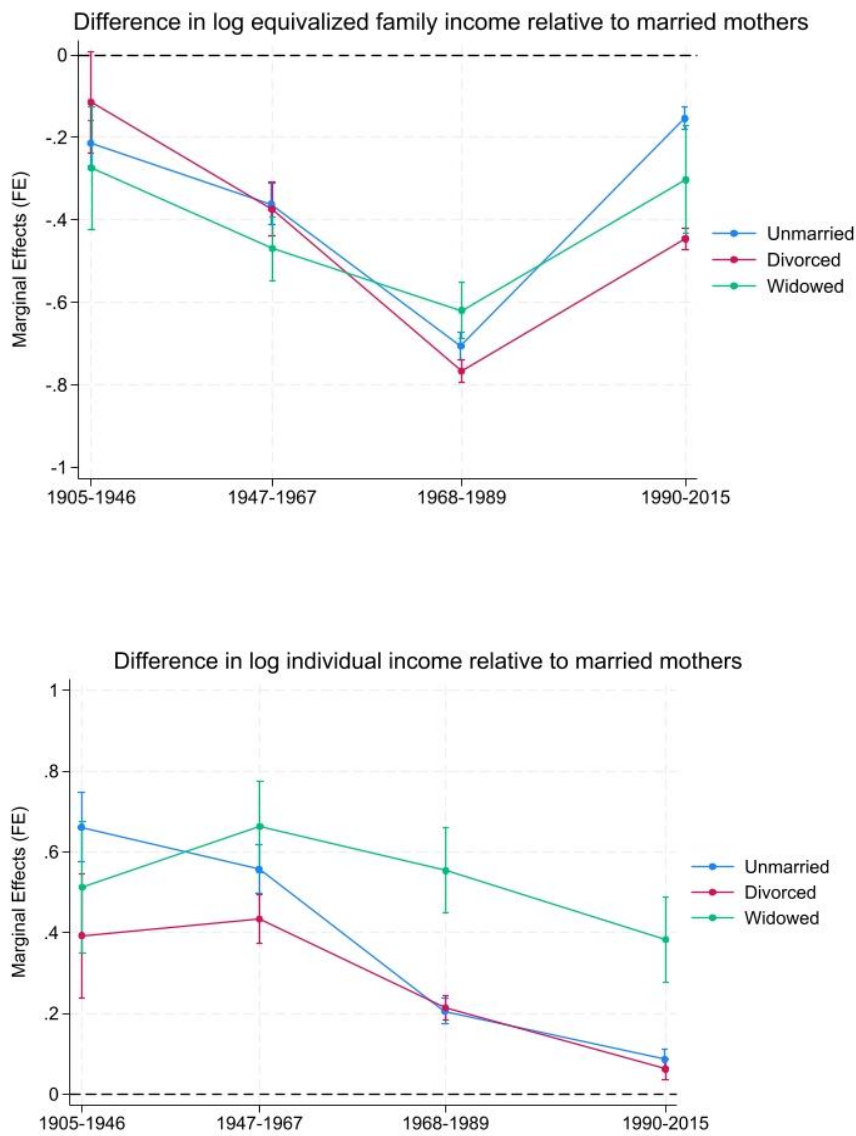 Difference in log equivalized family income relative to married mothers
Marginal Effects (FE)
0
-.2
-.4
-.6
-.8
-1
1905-1946
1947-1967
1968-1989
1990-2015
Unmarried
Divorced
Widowed
Difference in log individual income relative to married mothers
Marginal Effects (FE)
1
.8
.6
.4
.2
0
1905-1946
1947-1967
1968-1989
1990-2015
Unmarried
Divorced
Widowed